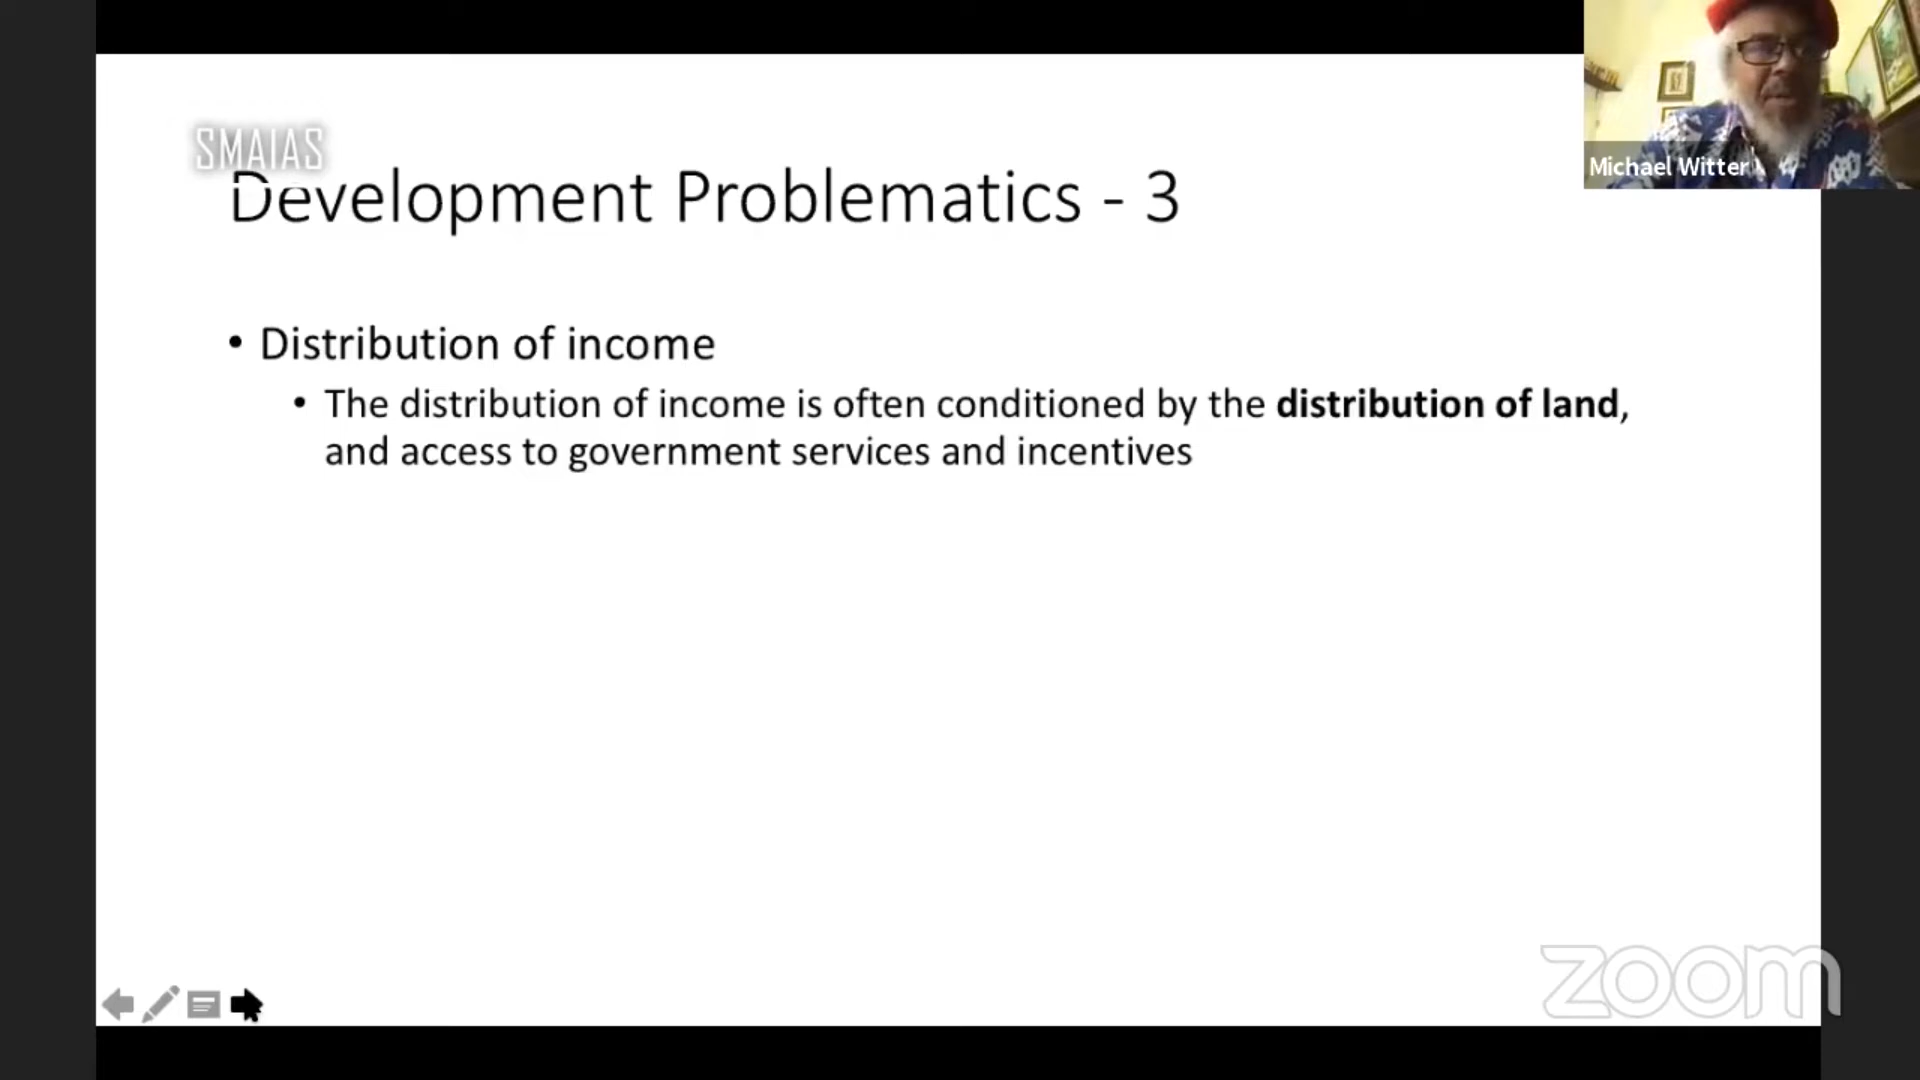 SMAIAS
Michael Witter
Development Problematics - 3
• Distribution of income
• The distribution of income is often conditioned by the distribution of land,
and access to government services and incentives
zoom